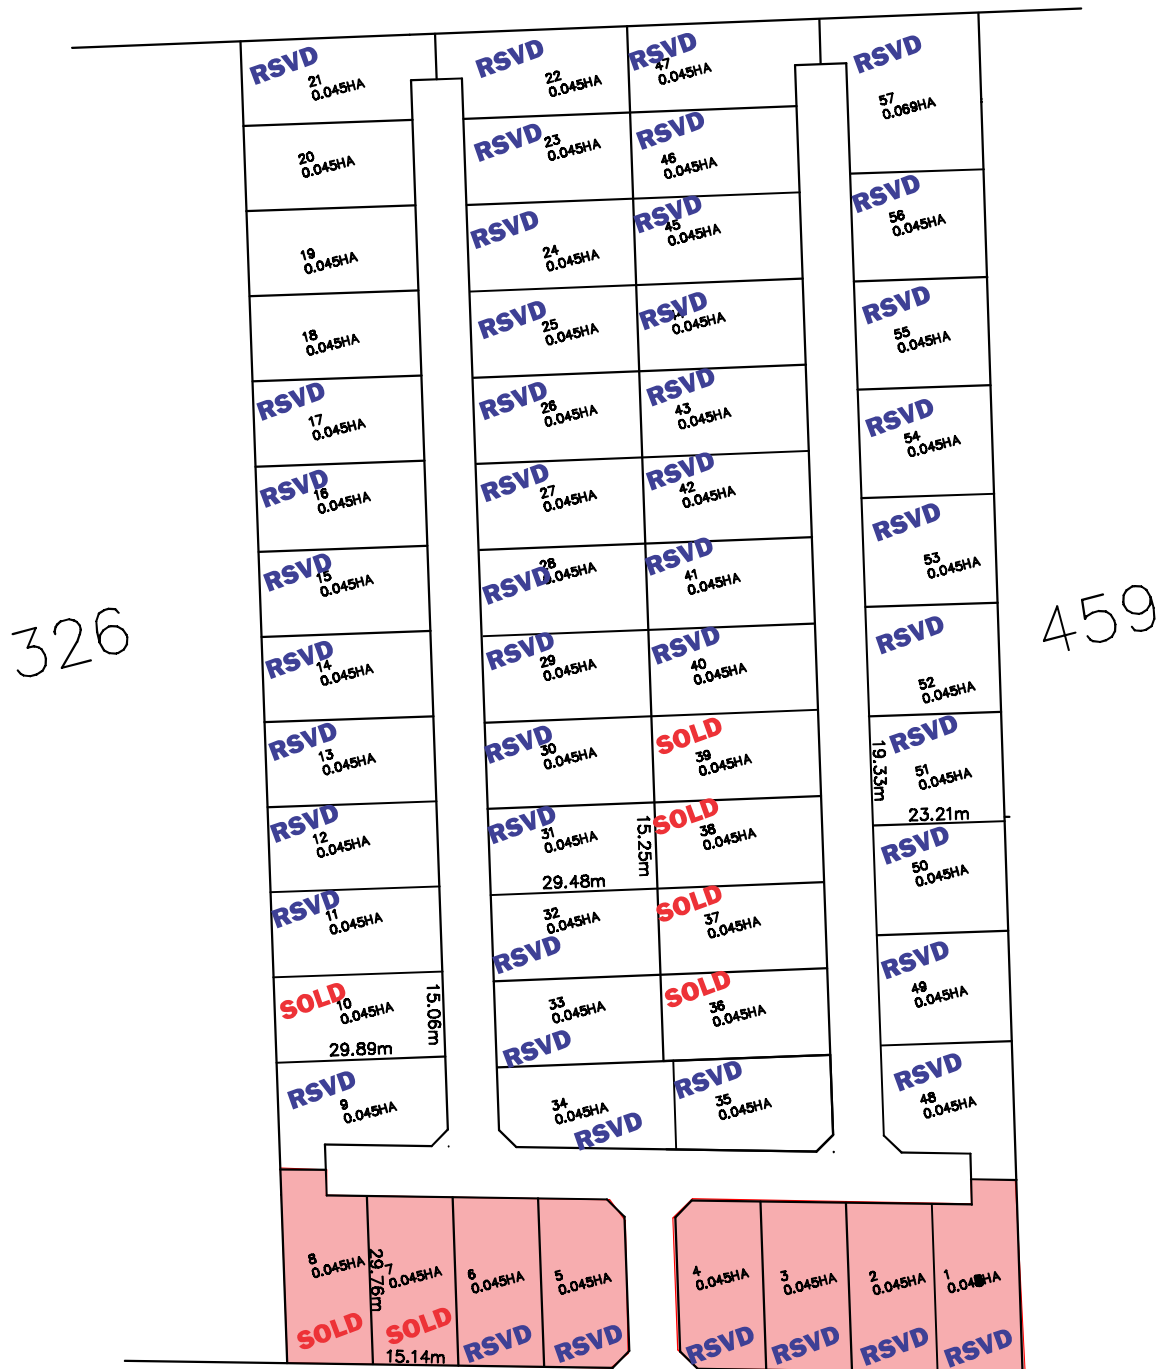 RSVD
21
0.045HA
RSVD
22
0.045HA
RSVD
47
0.045HA
RSVD
57
0.069HA
20
0.045HA
RSVD
23
0.045HA
RSVD
46
0.045HA
RSVD
56
0.045HA
19
0.045HA
RSVD
24
0.045HA
RSVD
45
0.045HA
18
0.045HA
RSVD
25
0.045HA
RSVD
0.045HA
RSVD
55
0.045HA
RSVD
17
0.045HA
RSVD
26
0.045HA
RSVD
43
0.045HA
RSVD
54
0.045HA
RSVD
16
0.045HA
RSVD
27
0.045HA
RSVD
42
0.045HA
RSVD
53
0.045HA
RSVD
15
0.045HA
RSVD
28
0.045HA
RSVD
41
0.045HA
326
459
RSVD
14
0.045HA
RSVD
29
0.045HA
RSVD
40
0.045HA
RSVD
52
0.045HA
RSVD
13
0.045HA
RSVD
30
0.045HA
SOLD
39
0.045HA
RSVD
51
0.045HA
19.33m
23.21m
RSVD
12
0.045HA
RSVD
31
0.045HA
15.25m
29.48m
SOLD
38
0.045HA
RSVD
50
0.045HA
RSVD
11
0.045HA
32
0.045HA
RSVD
SOLD
37
0.045HA
RSVD
49
0.045HA
SOLD
10
0.045HA
15.06m
29.89m
33
0.045HA
RSVD
SOLD
36
0.045HA
RSVD
9
0.045HA
34
0.045HA
RSVD
RSVD
35
0.045HA
RSVD
48
0.045HA
8
0.045HA
SOLD
29.76m
7
0.045HA
SOLD
15.14m
6
0.045HA
RSVD
5
0.045HA
RSVD
4
0.045HA
RSVD
3
0.045HA
RSVD
2
0.045HA
RSVD
1
RSVD